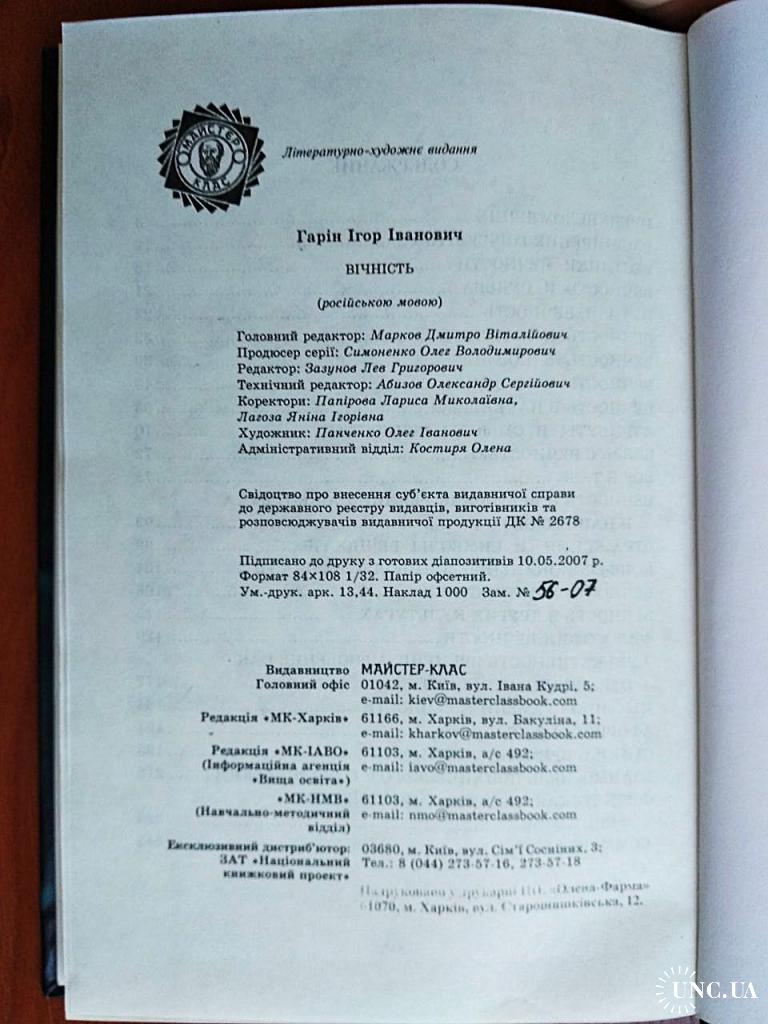 МАЙСТЕР
КЛАС
Літературно-художнє видання
Гарін Ігор Іванович
ВІЧНІСТЬ
(російською мовою)
Головний редактор: Марков Дмитро Віталійович
Продюсер серії: Симоненко Олег Володимирович
Редактор: Зазунов Лев Григорович
Технічний редактор: Абизов Олександр Сергійович
Коректори: Папірова Лариса Миколаївна,
Лагоза Яніна Ігорівна
Художник: Панченко Олег Іванович
Адміністративний відділ: Костиря Олена
Свідоцтво про внесення суб'єкта видавничої справи
до державного реєстру видавців, виготівників та
розповсюджувачів видавничої продукції ДК № 2678
Підписано до друку з готових діапозитивів 10.05.2007 р.
Формат 84×108 1/32. Папір офсетний.
Ум.-друк. арк. 13,44. Наклад 1000 Зам. № 56-07
Видавництво МАЙСТЕР-КЛАС
Головний офіс 01042, м. Київ, вул. Івана Кудрі, 5;
e-mail: kiev@masterclassbook.com
Редакція «МК-Харків» 61166, м. Харків, вул. Бакуліна, 11;
e-mail: kharkov@masterclassbook.com
Редакція «МК-ІАВО» 61103, м. Харків, а/с 492;
(Інформаційна агенція e-mail: iavo@masterclassbook.com
«Вища освіта»)
«МК-НМВ» 61103, м. Харків, а/с 492;
(Навчально-методичний e-mail: nmo@masterclassbook.com
відділ)
Ексклюзивний дистриб'ютор: 03680, м. Київ, вул. Сім'ї Сосніних, 3;
ЗАТ «Національний Тел.: 8 (044) 273-57-16, 273-57-18
книжковий проект»
Надруковано у друкарні «Олена-Фарма»
61070, м. Харків, вул. 12.
UNC.UA